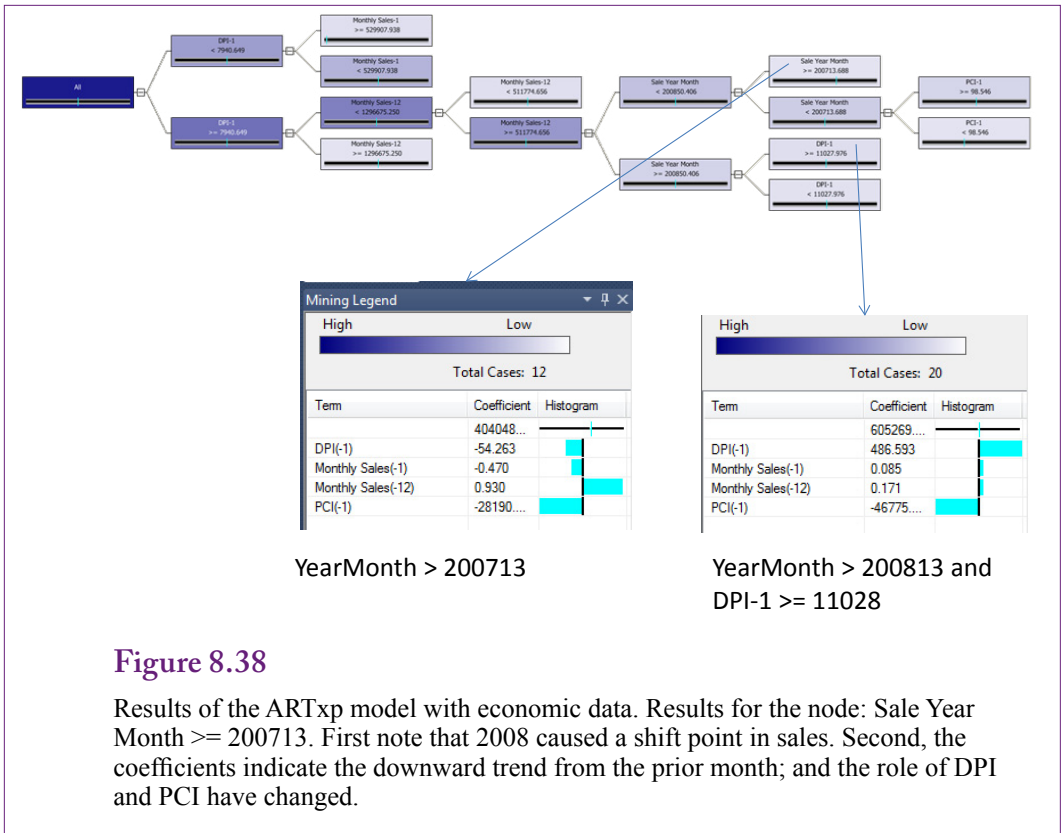 All
DPI-1
< 7940.649
DPI-1
>= 7940.649
Monthly Sales-1
>= 529907.938
Monthly Sales-1
< 529907.938
Monthly Sales-12
< 1296675.250
Monthly Sales-12
>= 1296675.250
Monthly Sales-12
< 511774.656
Monthly Sales-12
>= 511774.656
Sale Year Month
< 200850.406
Sale Year Month
>= 200850.406
Sale Year Month
>= 200713.688
Sale Year Month
< 200713.688
DPI-1
>= 11027.976
DPI-1
< 11027.976
PCI-1
>= 98.546
PCI-1
< 98.546
Mining Legend
High Low
Total Cases: 12
Term Coefficient Histogram
404048...
DPI(-1) -54.263
Monthly Sales(-1) -0.470
Monthly Sales(-12) 0.930
PCI(-1) -28190....
YearMonth > 200713
High Low
Total Cases: 20
Term Coefficient Histogram
605269....
DPI(-1) 486.593
Monthly Sales(-1) 0.085
Monthly Sales(-12) 0.171
PCI(-1) -46775....
YearMonth > 200813 and
DPI-1 >= 11028
Figure 8.38
Results of the ARTxp model with economic data. Results for the node: Sale Year
Month >= 200713. First note that 2008 caused a shift point in sales. Second, the
coefficients indicate the downward trend from the prior month; and the role of DPI
and PCI have changed.